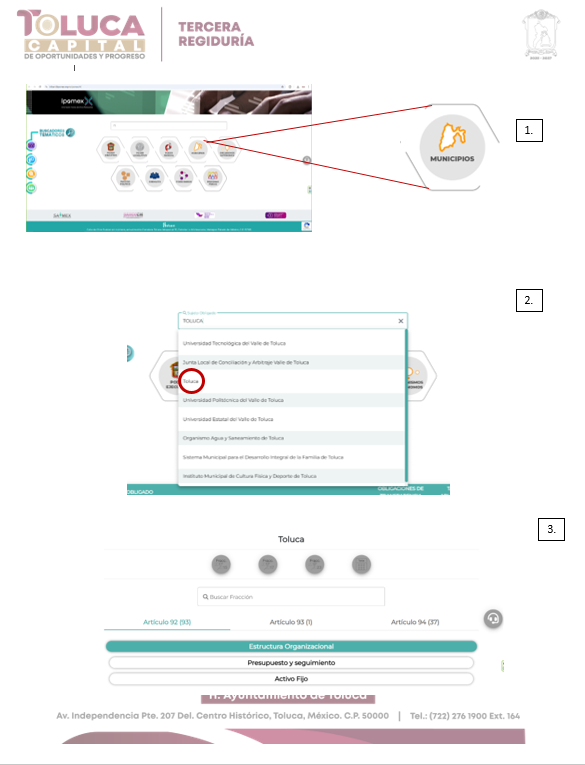 TOLUCA
CAPITAL
DE OPORTUNIDADES Y PROGRESO
TERCERA
REGIDURÍA
Ipomex
BUSCADORES
TEMÁTICOS
MUNICIPIOS
1.
2.
TOLUCA
Universidad Tecnológica del Valle de Toluca
Junta Local de Conciliación y Arbitraje Valle de Toluca
Toluca
Universidad Politécnica del Valle de Toluca
Universidad Estatal del Valle de Toluca
Organismo Agua y Saneamiento de Toluca
Sistema Municipal para el Desarrollo Integral de la Familia de Toluca
Instituto Municipal de Cultura Física y Deporte de Toluca
OBLIGADO
OBLIGACIONES DE
3.
Toluca
Buscar Fracción
Artículo 92 (93) Artículo 93 (1) Artículo 94 (37)
Estructura Organizacional
Presupuesto y seguimiento
Activo Fijo
H. Ayuntamiento de Toluca
Av. Independencia Pte. 207 Del. Centro Histórico, Toluca, México. C.P. 50000 | Tel.: (722) 276 1900 Ext. 164